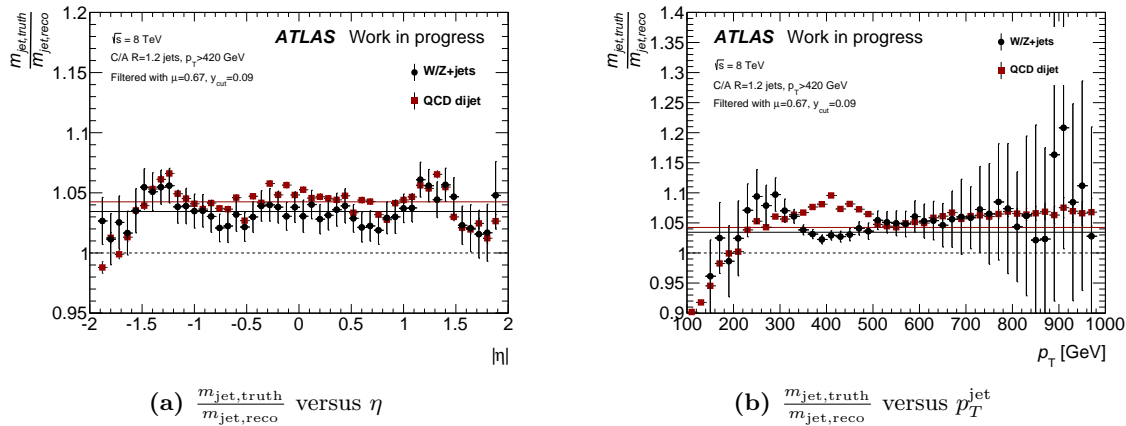 m_jet,truth
m_jet,reco
1.2
1.15
1.1
1.05
1
0.95
√s = 8 TeV
C/A R=1.2 jets, p_T>420 GeV
Filtered with μ=0.67, y_cut=0.09
ATLAS Work in progress
W/Z+jets
QCD dijet
-2 -1.5 -1 -0.5 0 0.5 1 1.5 2
|η|
(a) m_jet,truth/m_jet,reco versus η
m_jet,truth
m_jet,reco
1.4
1.35
1.3
1.25
1.2
1.15
1.1
1.05
1
0.95
0.9
ATLAS Work in progress
√s = 8 TeV
C/A R=1.2 jets, p_T>420 GeV
Filtered with μ=0.67, y_cut=0.09
W/Z+jets
QCD dijet
100 200 300 400 500 600 700 800 900 1000
p_T [GeV]
(b) m_jet,truth/m_jet,reco versus p_T^jet